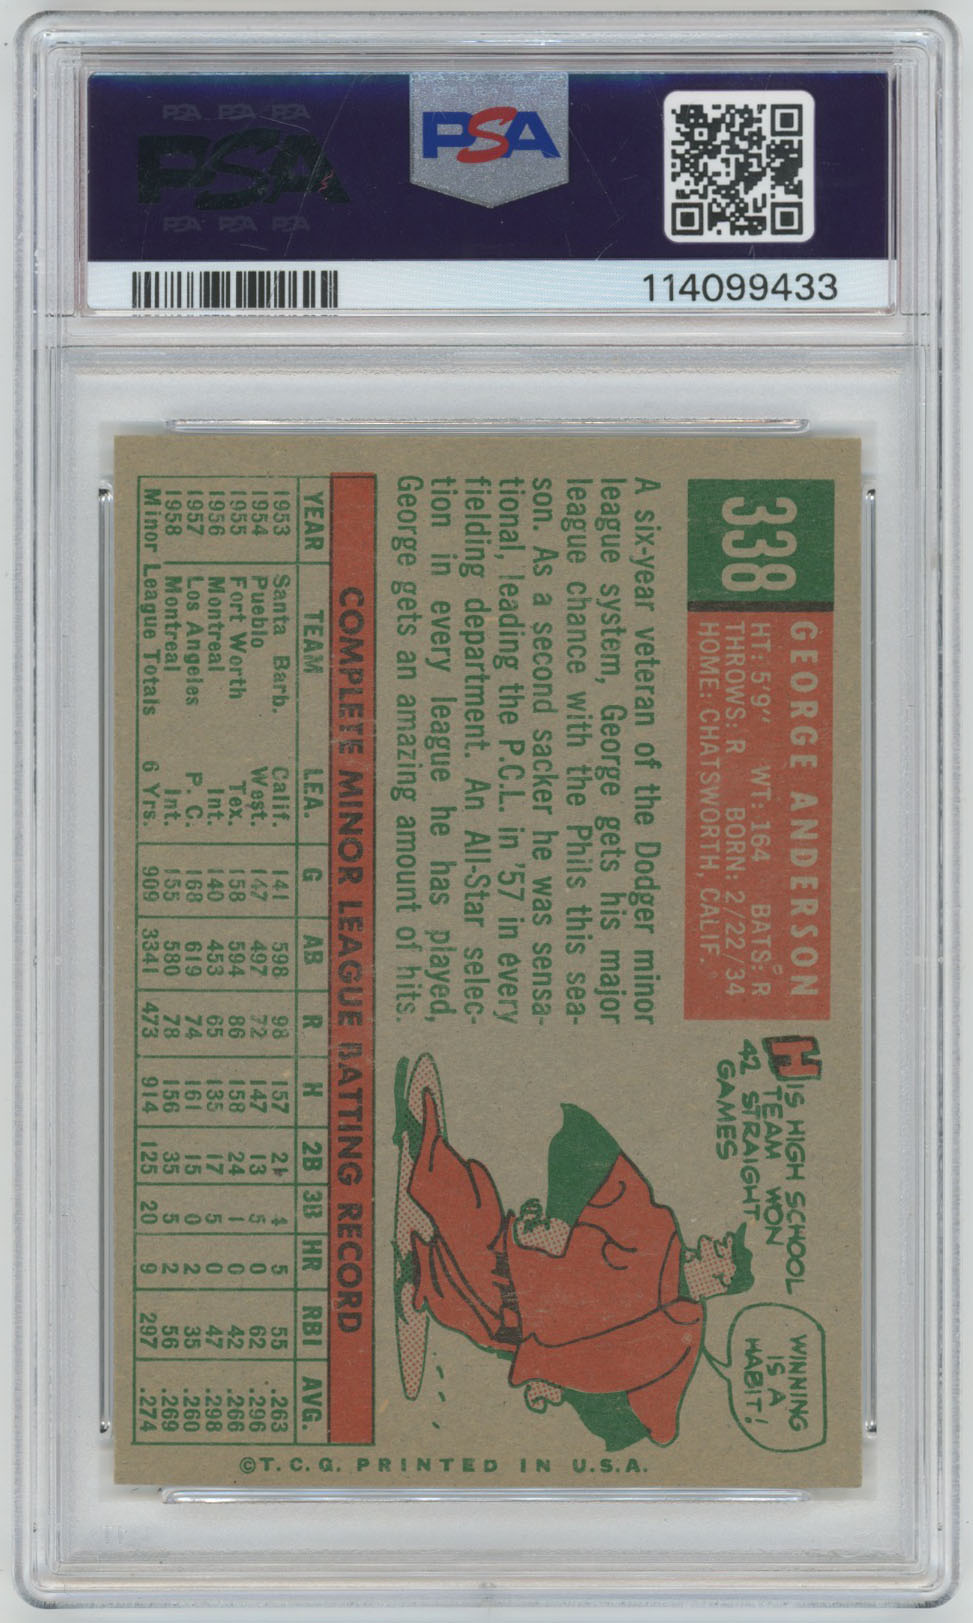 PSA PSA PSA
PSA
PSA PSA PSA
PSA
114099433
338
GEORGE ANDERSON
HT: 5'9" WT: 164 BATS: R
THROWS: R BORN: 2/22/34
HOME: CHATSWORTH, CALIF.
A six-year veteran of the Dodger minor
league system, George gets his major
league chance with the Phils this sea-
son. As a second sacker he was sensa-
tional, leading the P.C.L. in '57 in every
fielding department. An All-Star selec-
tion in every league he has played,
George gets an amazing amount of hits.
HIS HIGH SCHOOL
TEAM WON
42 STRAIGHT
GAMES
WINNING
IS A
HABIT!
COMPLETE MINOR LEAGUE BATTING RECORD
YEAR TEAM LEA. G AB R H 2B 3B HR RBI AVG.
1953 Santa Barb. Calif. 141 598 98 157 21 4 5 55 .263
1954 Pueblo West. 147 497 72 147 13 5 0 62 .296
1955 Fort Worth Tex. 158 594 86 158 24 1 0 42 .266
1956 Montreal Int. 140 453 65 135 17 5 0 47 .298
1957 Los Angeles P. C. 168 619 74 161 15 0 2 35 .260
1958 Montreal Int. 155 580 78 156 35 5 2 56 .269
Minor League Totals 6 Yrs. 909 3341 473 914 125 20 9 297 .274
©T. C. G. PRINTED IN U.S.A.